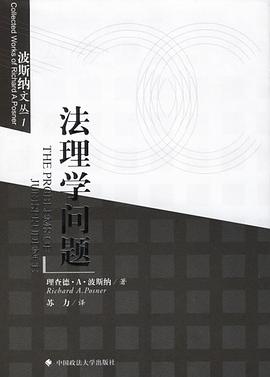 波斯纳文丛 1
Collected Works of Richard A.Posner
法理学问题
THE PROBLEMS OF
JURISPRUDENCE
理查德·A·波斯纳／著
Richard A.Posner
苏 力／译
中国政法大学出版社